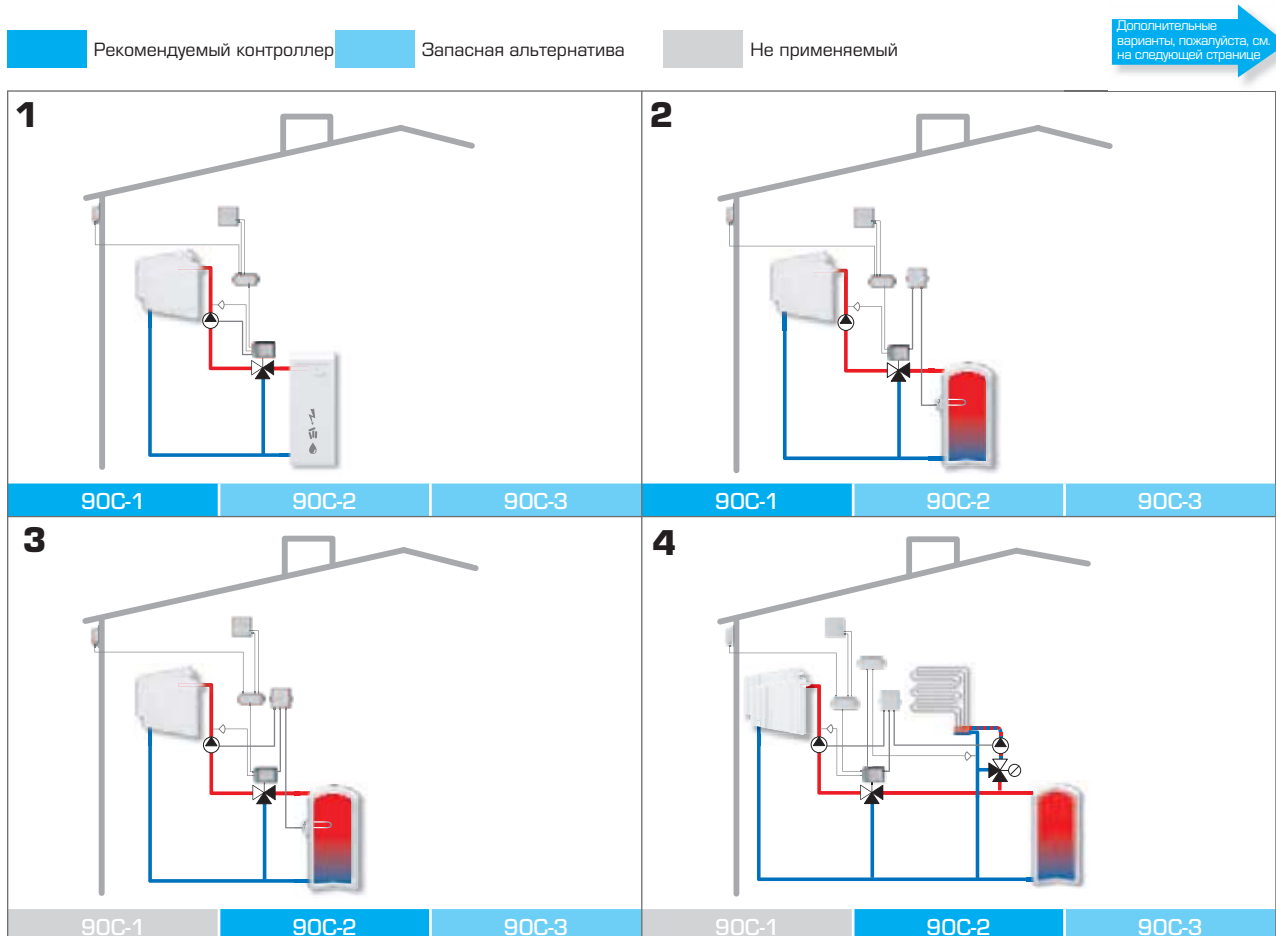 Рекомендуемый контроллер
Запасная альтернатива
Не применяемый
Дополнительные
варианты, пожалуйста, см.
на следующей странице
1
2
90C-1
90C-2
90C-3
90C-1
90C-2
90C-3
3
4
90C-1
90C-2
90C-3
90C-1
90C-2
90C-3